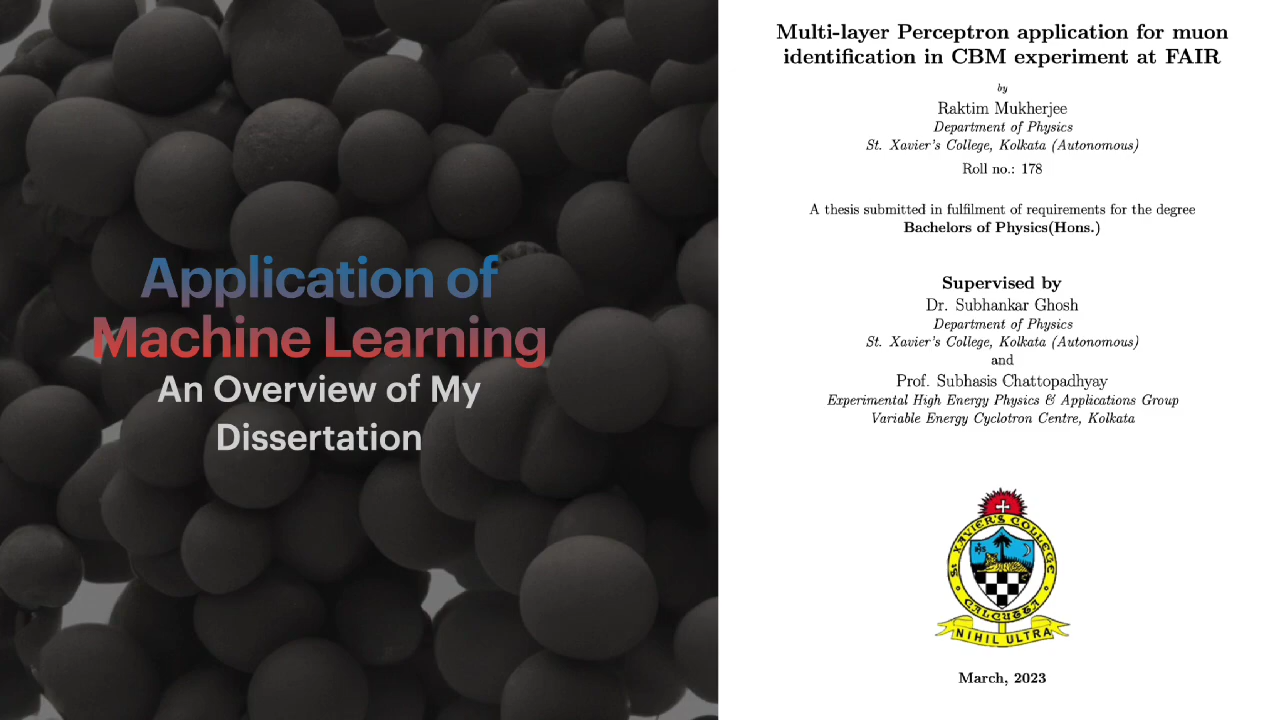 Application of
Machine Learning
An Overview of My
Dissertation
Multi-layer Perceptron application for muon
identification in CBM experiment at FAIR
by
Raktim Mukherjee
Department of Physics
St. Xavier's College, Kolkata (Autonomous)
Roll no.: 178
A thesis submitted in fulfilment of requirements for the degree
Bachelors of Physics(Hons.)
Supervised by
Dr. Subhankar Ghosh
Department of Physics
St. Xavier's College, Kolkata (Autonomous)
and
Prof. Subhasis Chattopadhyay
Experimental High Energy Physics & Applications Group
Variable Energy Cyclotron Centre, Kolkata
ST XAVIER'S COLLEGE
CALCUTTA
NIHIL ULTRA
March, 2023